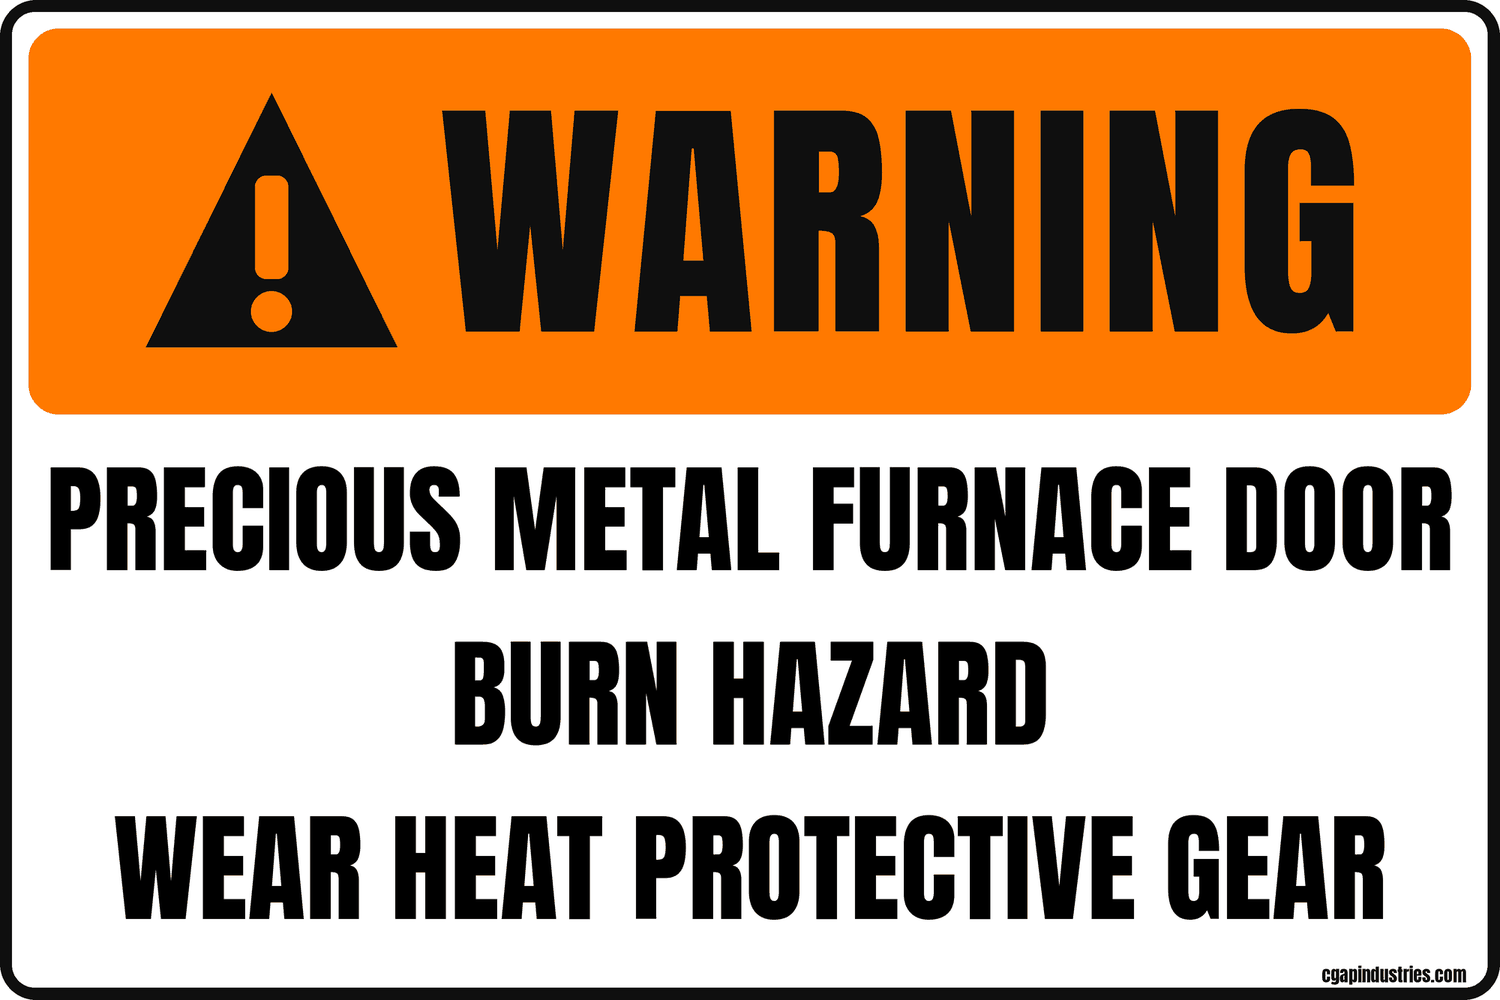 WARNING
PRECIOUS METAL FURNACE DOOR
BURN HAZARD
WEAR HEAT PROTECTIVE GEAR
cgapindustries.com